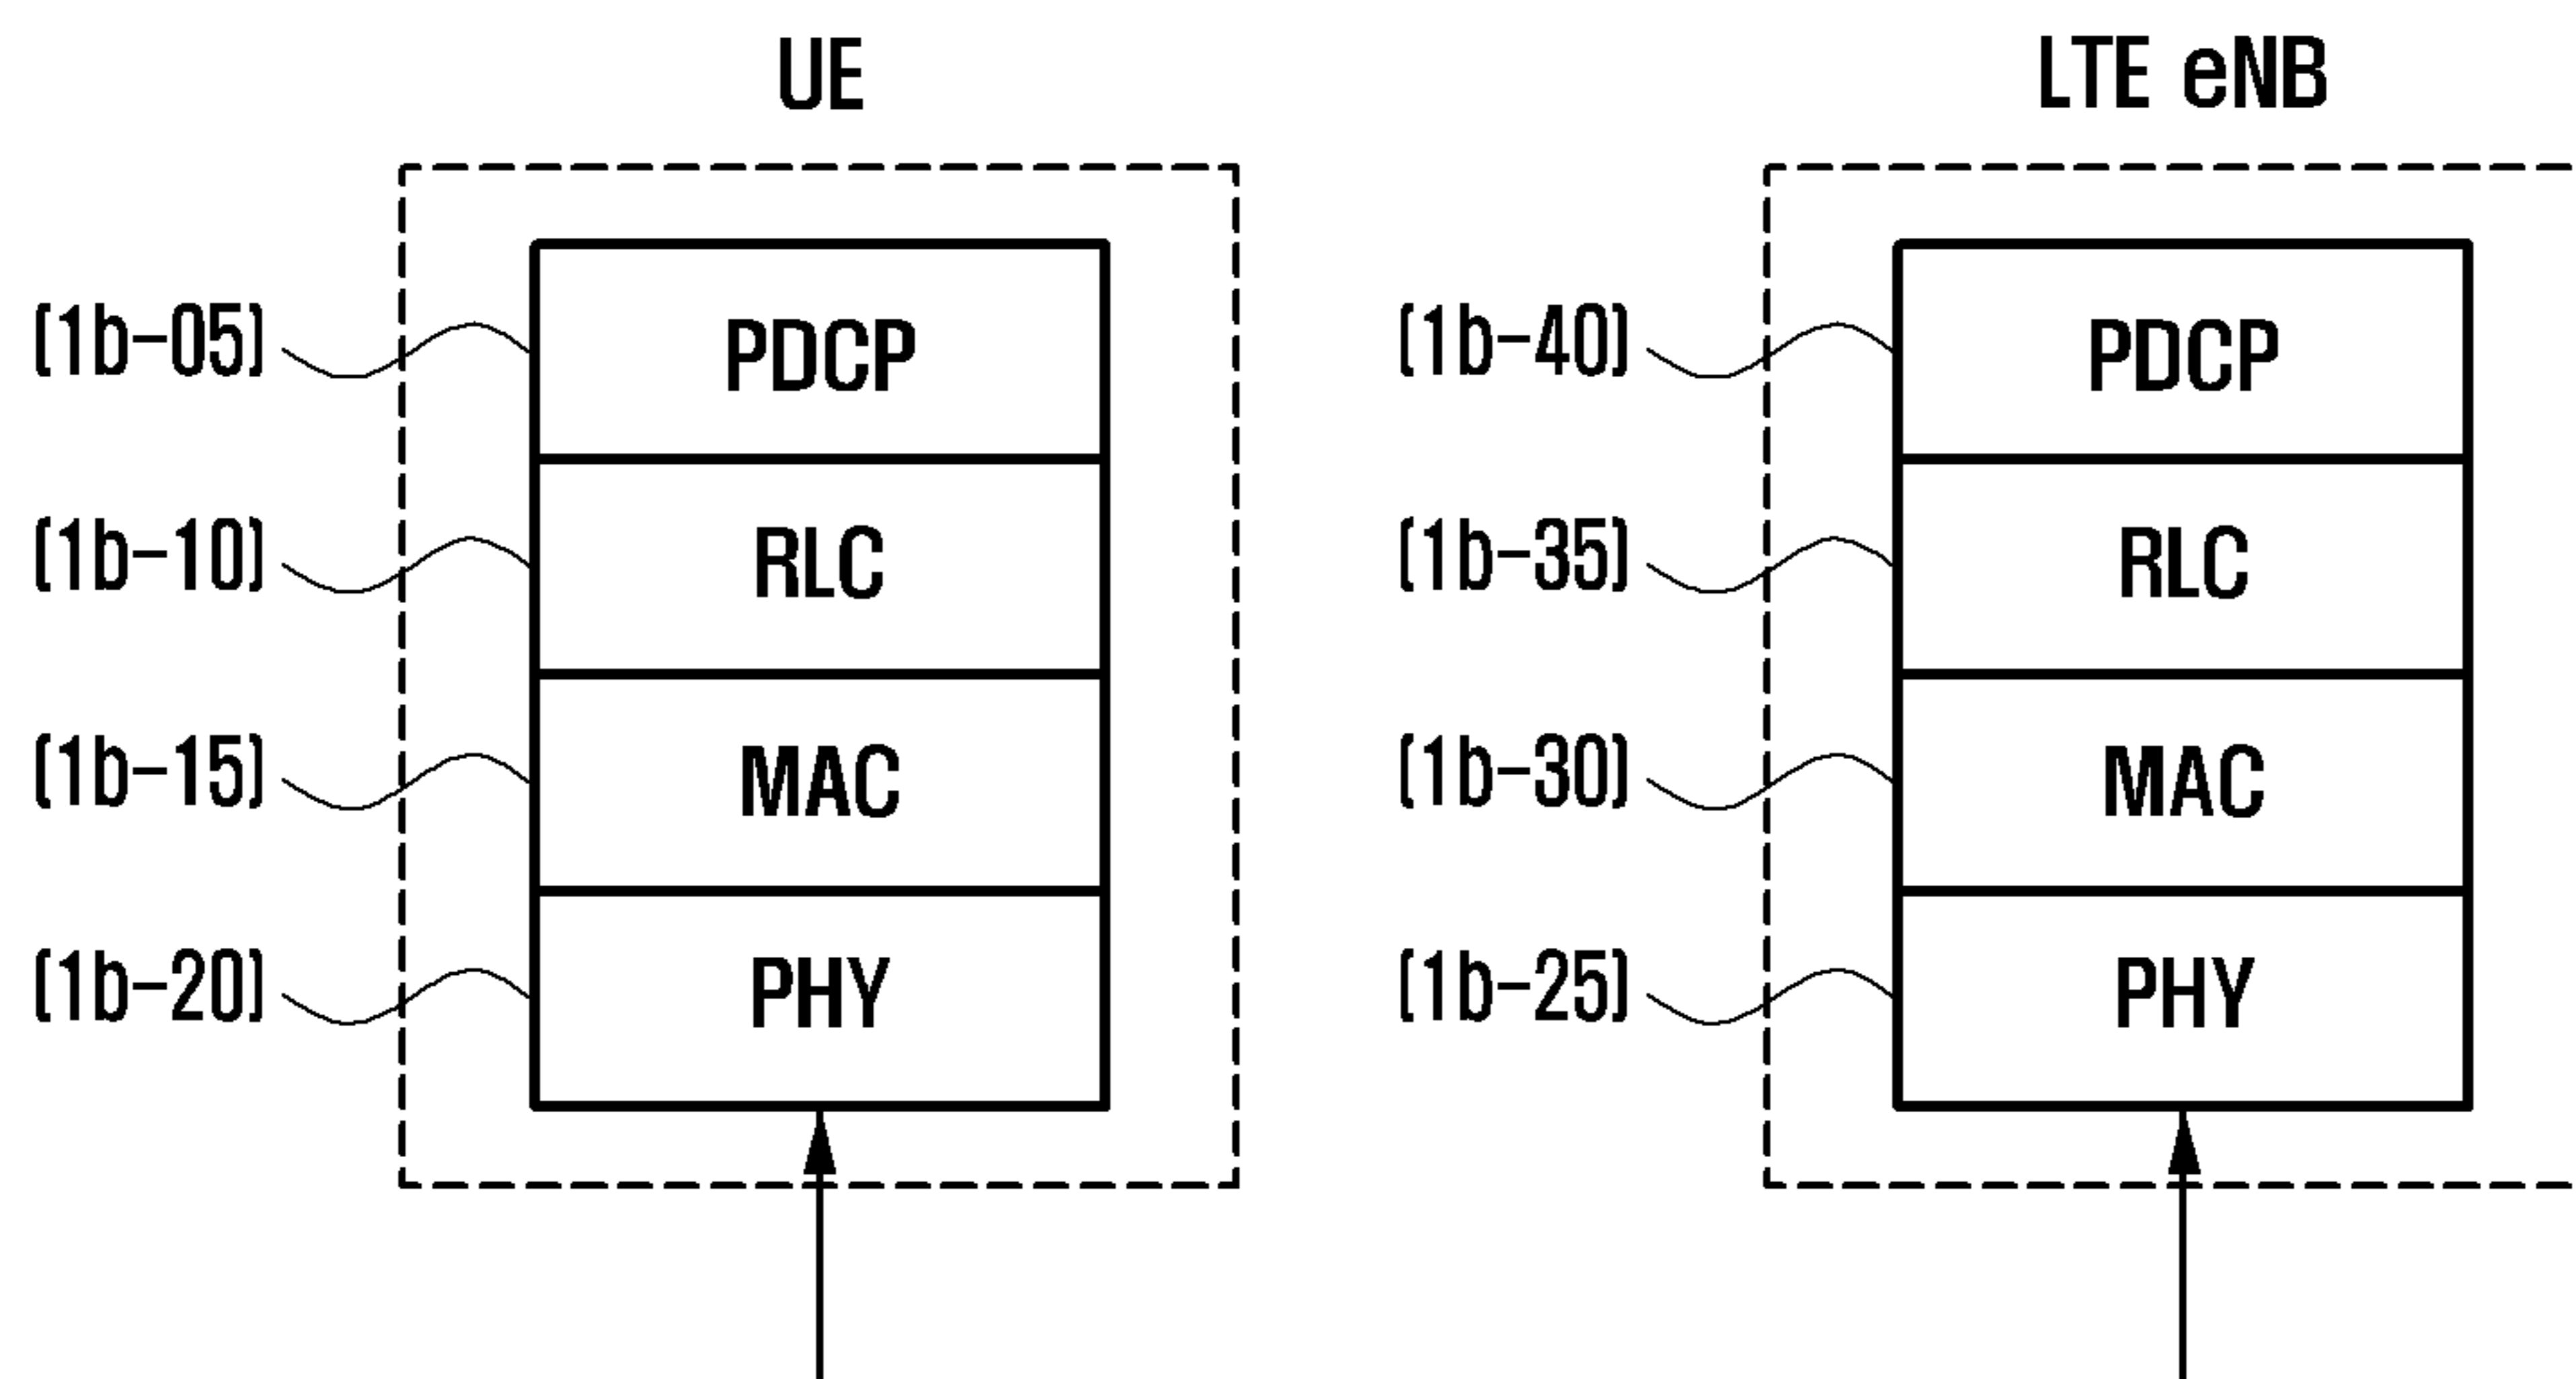 UE
LTE eNB
[1b-05]
PDCP
[1b-40]
PDCP
[1b-10]
RLC
[1b-35]
RLC
[1b-15]
MAC
[1b-30]
MAC
[1b-20]
PHY
[1b-25]
PHY